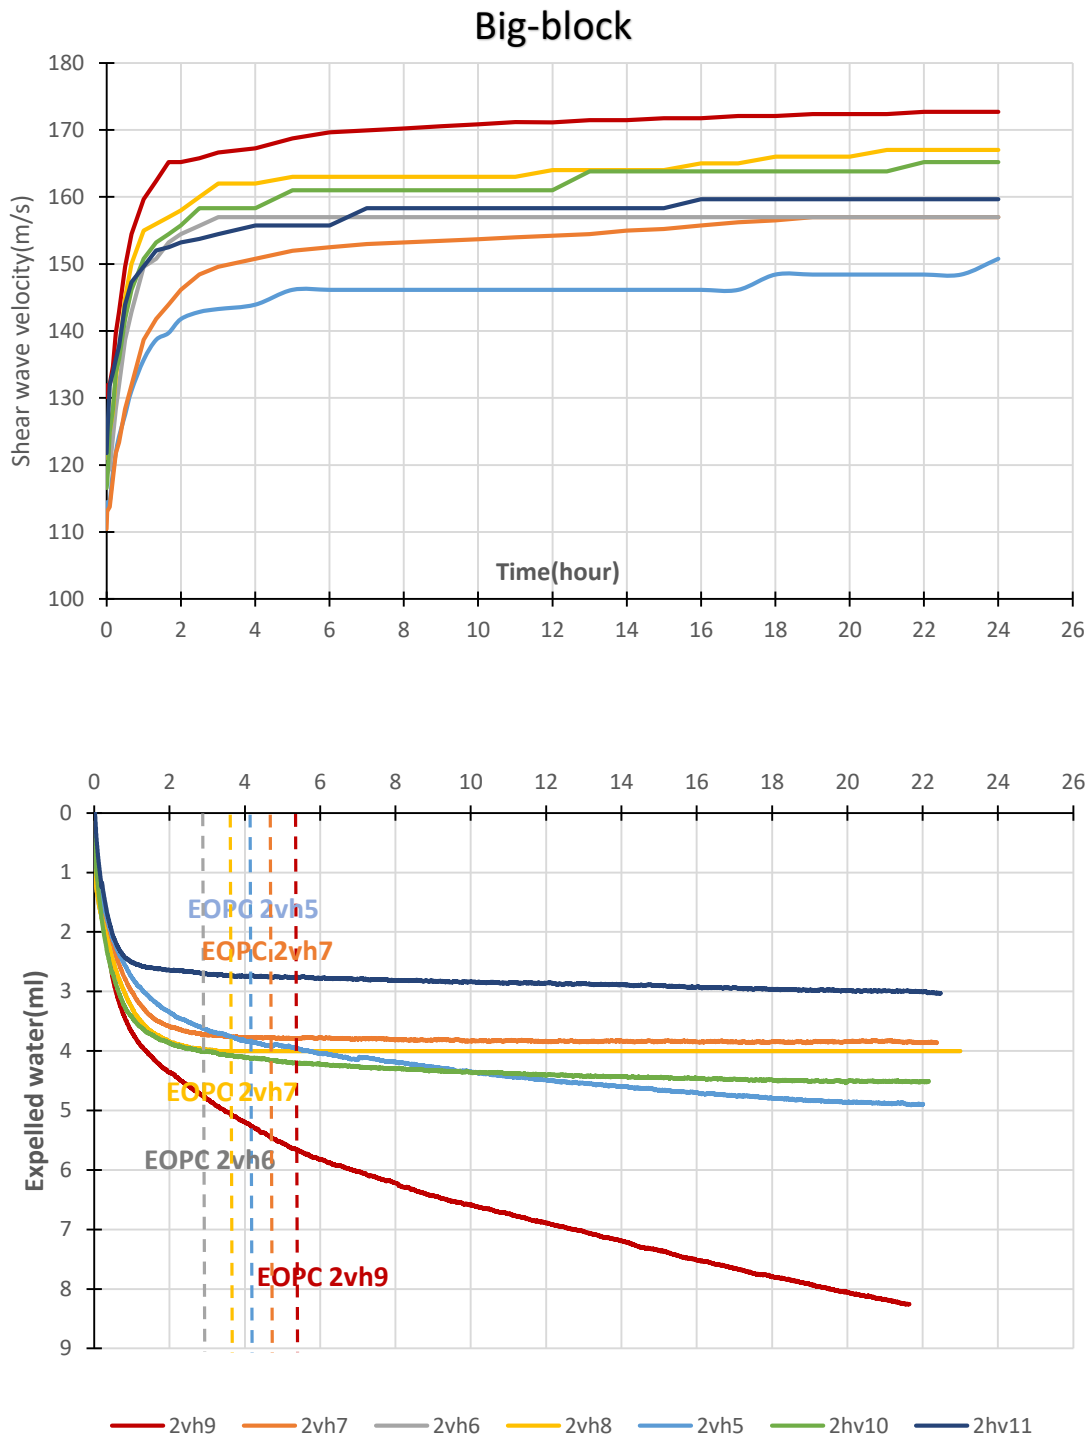 Big-block
180
170
160
150
140
130
120
110
100
Shear wave velocity(m/s)
Time(hour)
0 2 4 6 8 10 12 14 16 18 20 22 24 26
0 2 4 6 8 10 12 14 16 18 20 22 24 26
0
1
2
3
4
5
6
7
8
9
Expelled water(ml)
EOPC 2vh5
EOPC 2vh7
EOPC 2vh7
EOPC 2vh6
EOPC 2vh9
2vh9 2vh7 2vh6 2vh8 2vh5 2hv10 2hv11